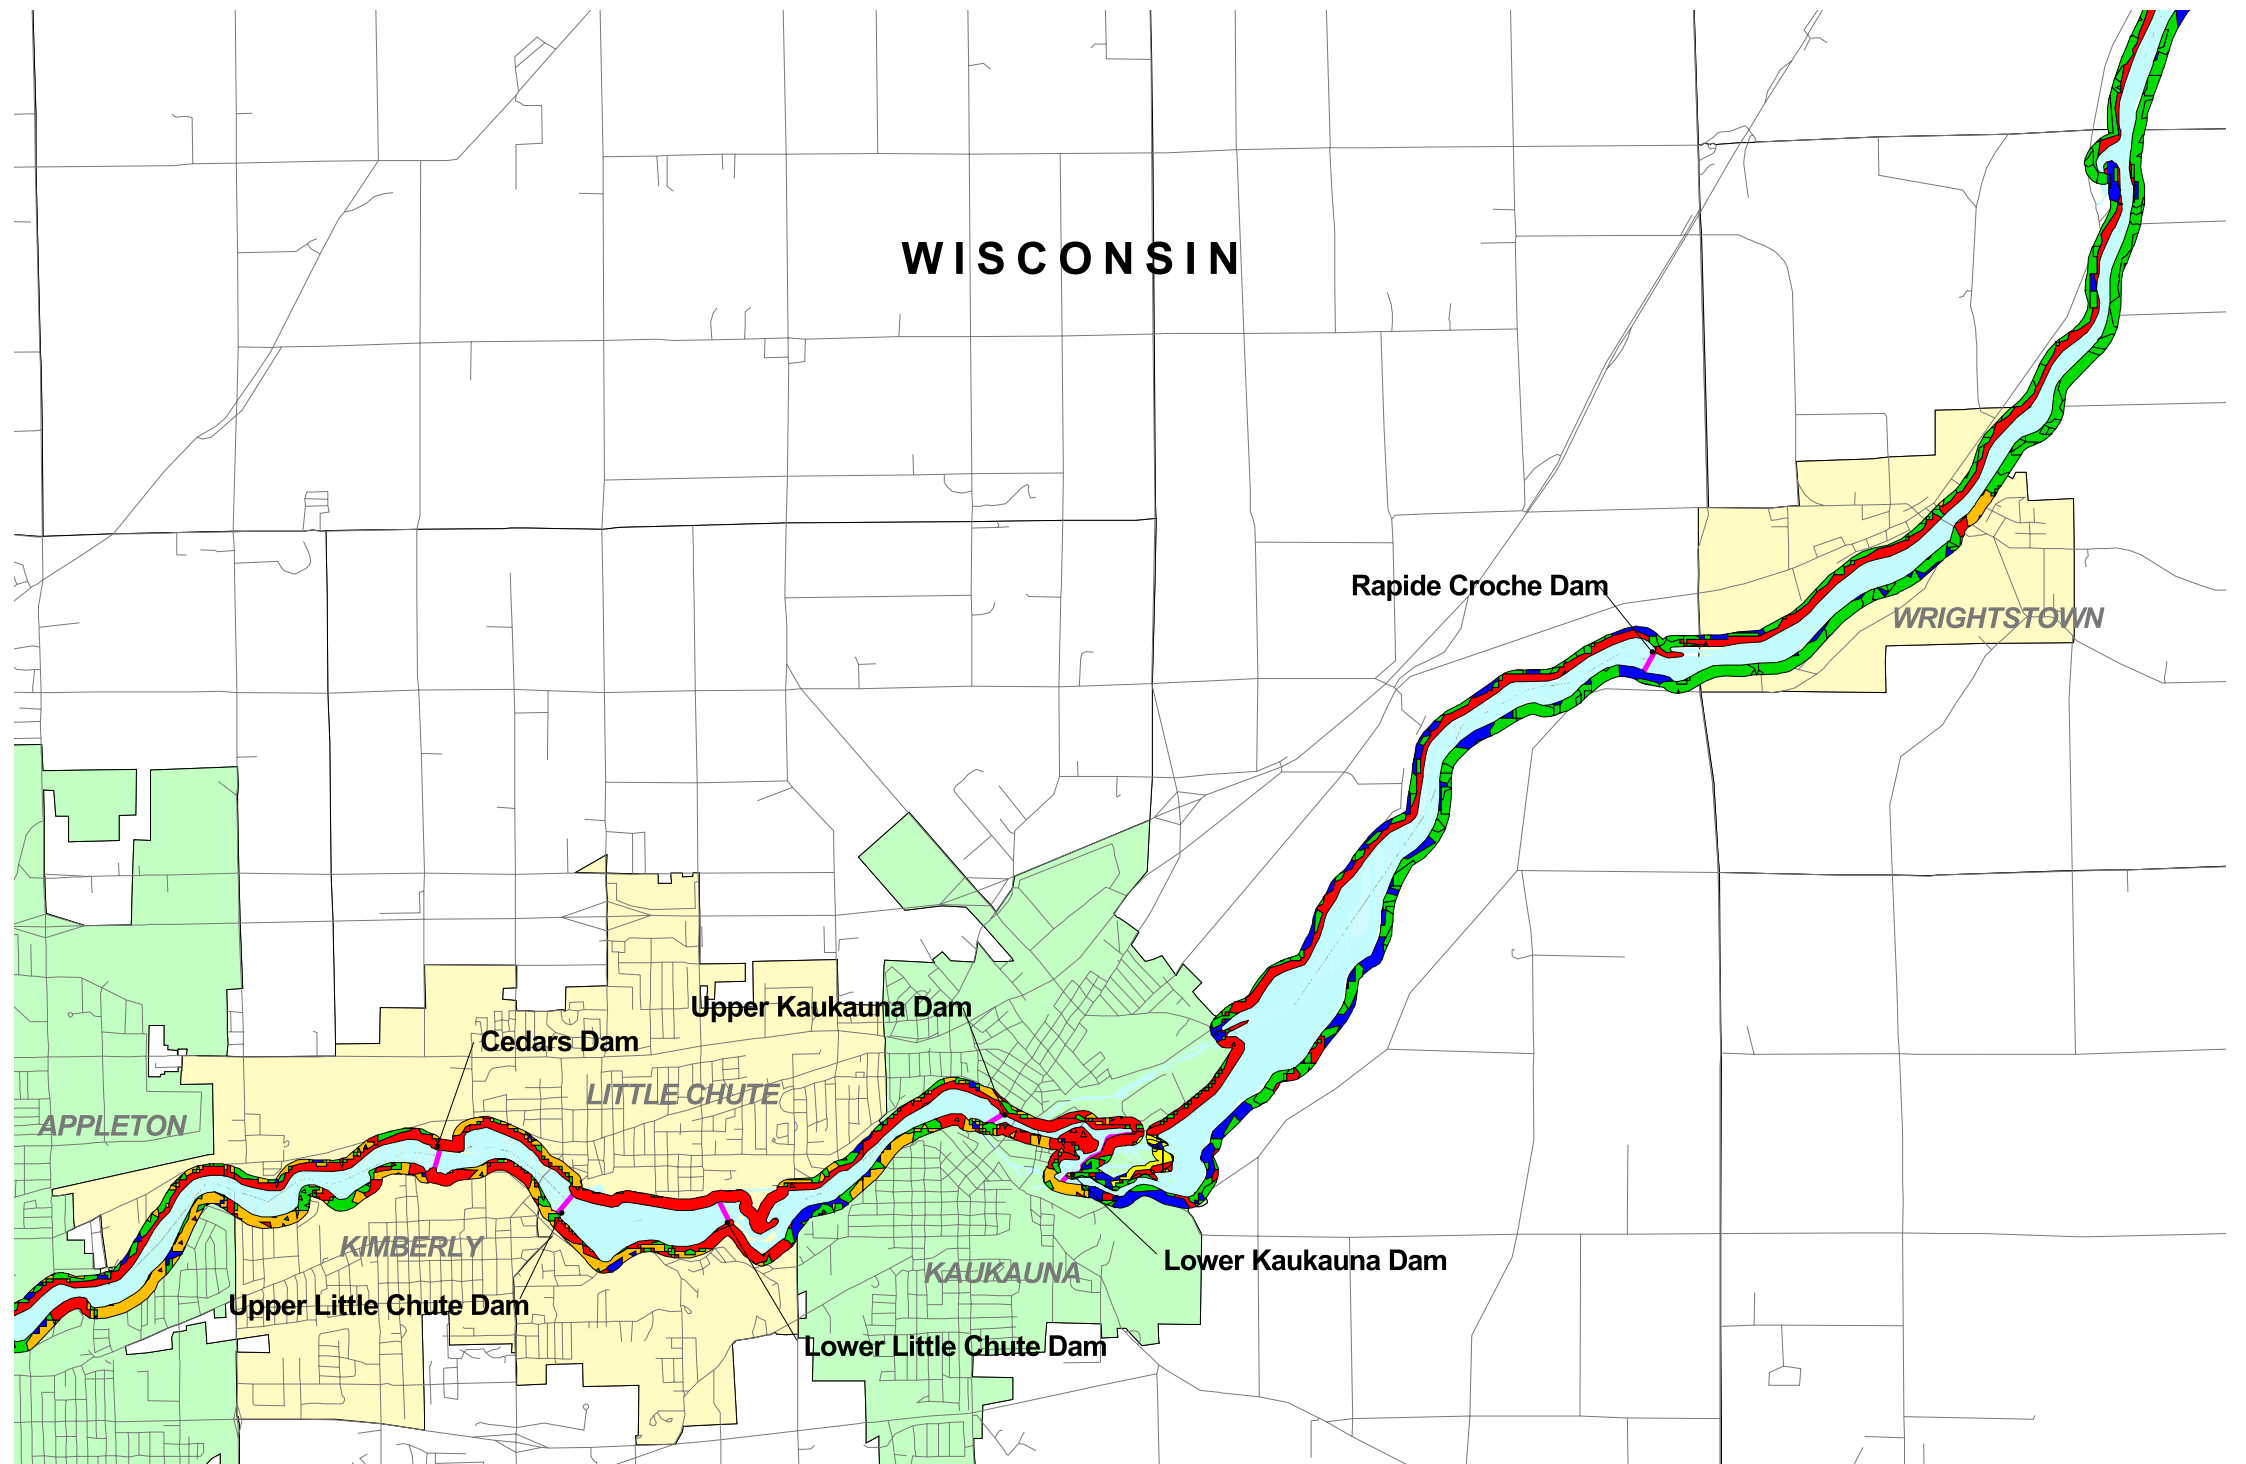 WISCONSIN
Rapide Croche Dam
WRIGHTSTOWN
Upper Kaukauna Dam
Cedars Dam
LITTLE CHUTE
APPLETON
KIMBERLY
Lower Kaukauna Dam
KAUKAUNA
Upper Little Chute Dam
Lower Little Chute Dam